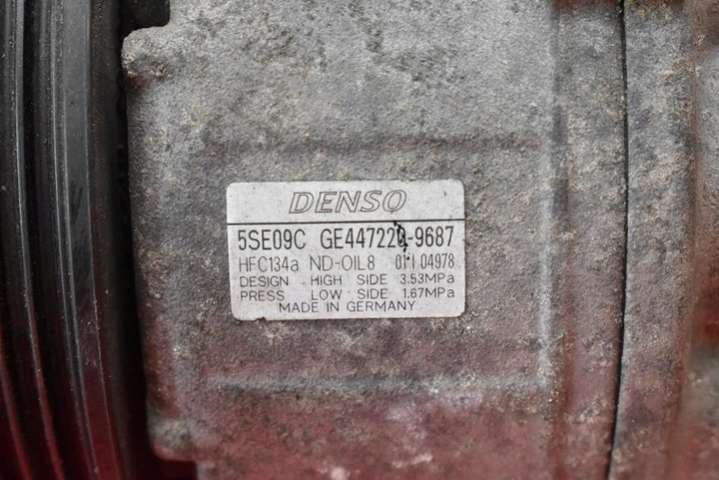 DENSO
5SE09C GE447220-9687
HFC134a ND-OIL8 01I 04978
DESIGN HIGH SIDE 3.53MPa
PRESS LOW SIDE 1.67MPa
MADE IN GERMANY